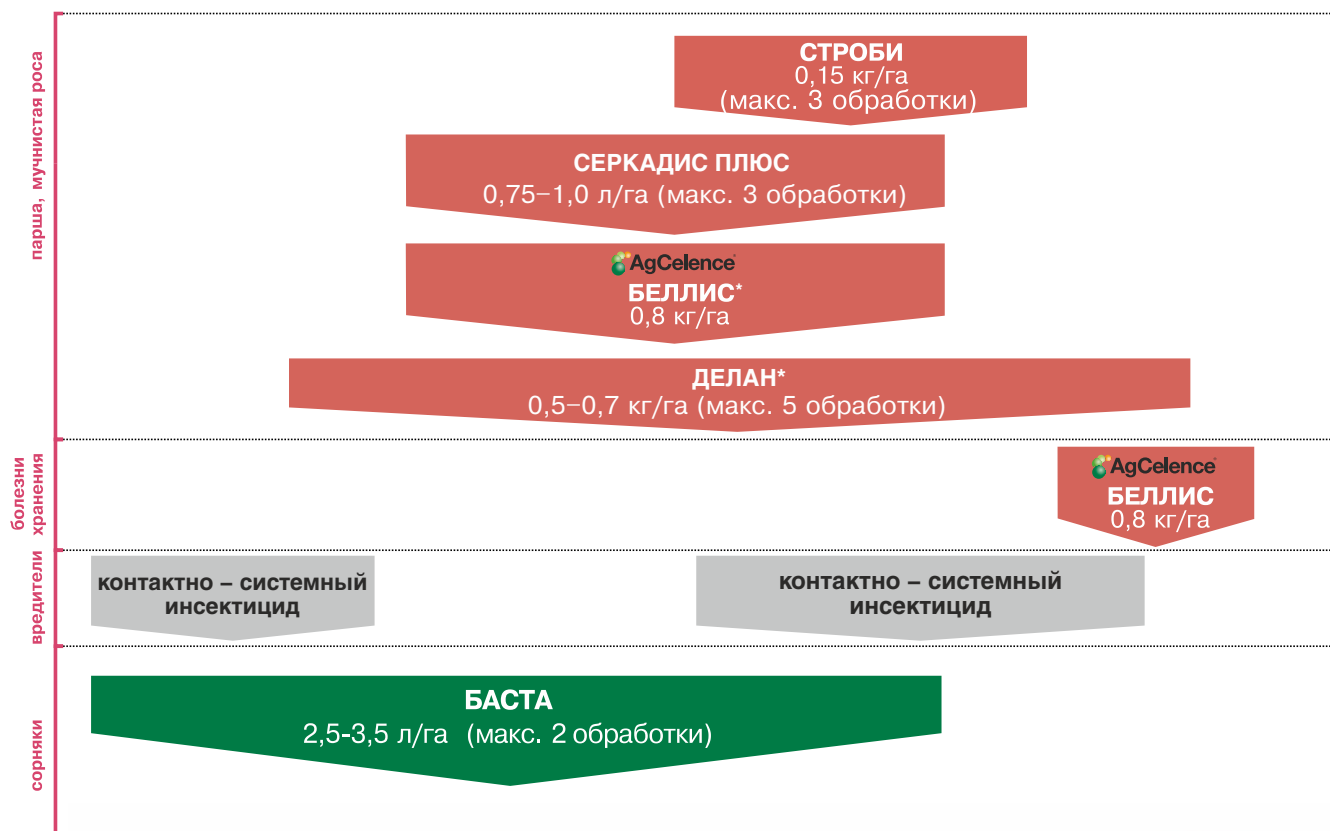 парша, мучнистая роса
СТРОБИ
0,15 кг/га
(макс. 3 обработки)
СЕРКАДИС ПЛЮС
0,75–1,0 л/га (макс. 3 обработки)
AgCelence
БЕЛЛИС*
0,8 кг/га
ДЕЛАН*
0,5–0,7 кг/га (макс. 5 обработки)
болезни
хранения
AgCelence
БЕЛЛИС
0,8 кг/га
вредители
контактно – системный
инсектицид
контактно – системный
инсектицид
сорняки
БАСТА
2,5-3,5 л/га (макс. 2 обработки)